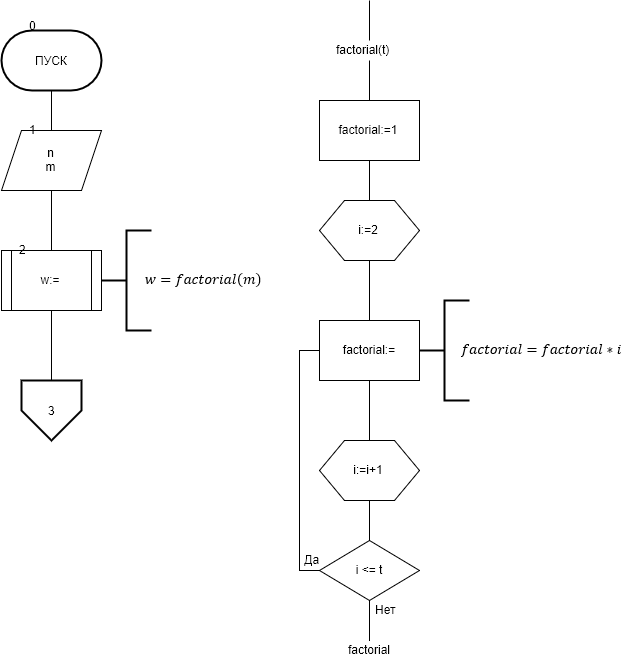 0
ПУСК
1
n
m
2
w:=
w = factorial(m)
3
factorial(t)
factorial:=1
i:=2
factorial:=
factorial = factorial * i
i:=i+1
Да
i <= t
Нет
factorial